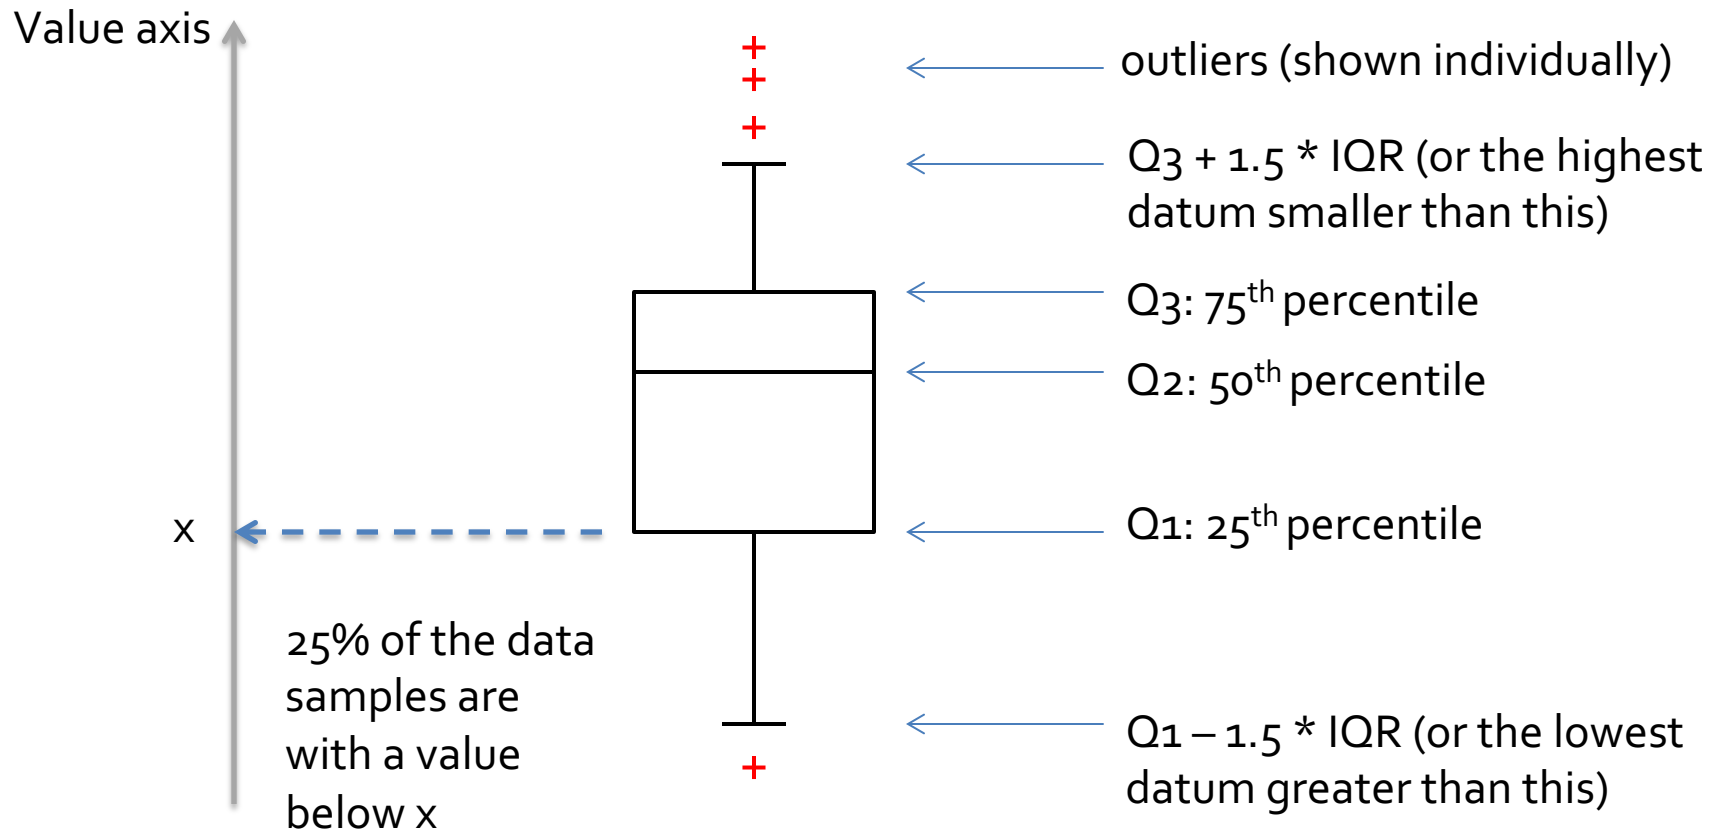 Value axis
outliers (shown individually)
Q3 + 1.5 * IQR (or the highest
datum smaller than this)
Q3: 75th percentile
Q2: 50th percentile
x
Q1: 25th percentile
25% of the data
samples are
with a value
below x
Q1 – 1.5 * IQR (or the lowest
datum greater than this)